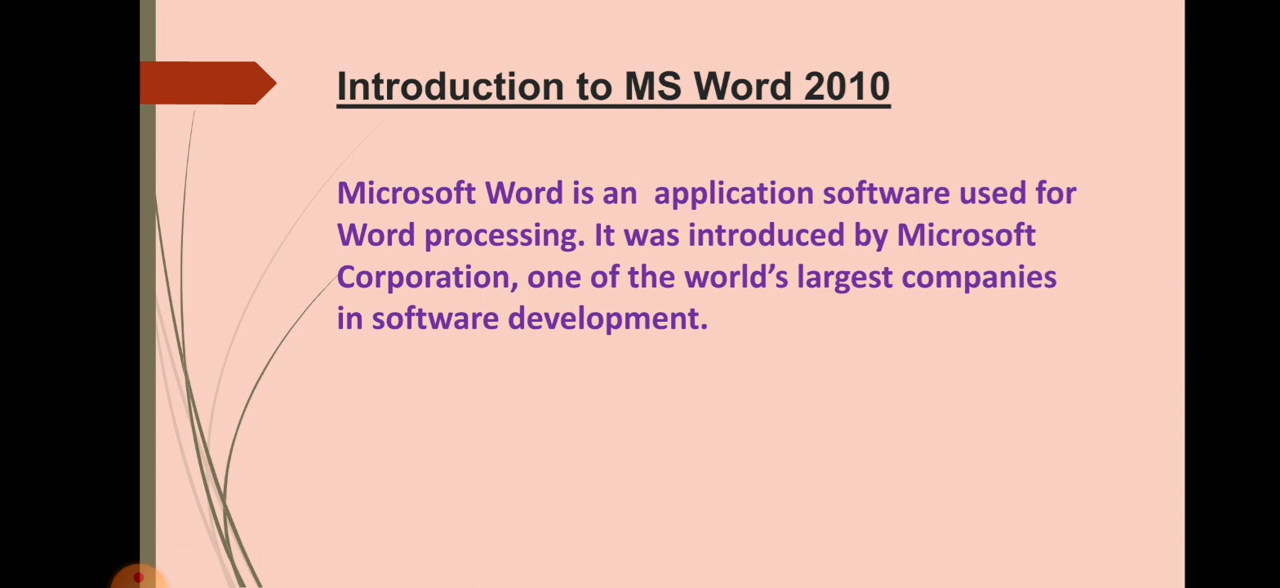 Introduction to MS Word 2010
Microsoft Word is an  application software used for
Word processing. It was introduced by Microsoft
Corporation, one of the world’s largest companies
in software development.